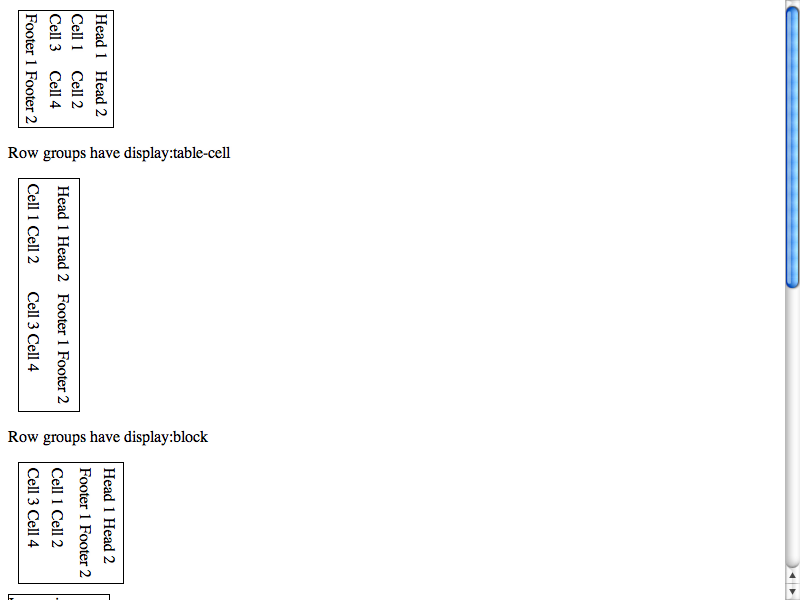 Head 1 Head 2
Cell 1 Cell 2
Cell 3 Cell 4
Footer 1 Footer 2
Row groups have display:table-cell
Head 1 Head 2 Footer 1 Footer 2
Cell 1 Cell 2 Cell 3 Cell 4
Row groups have display:block
Head 1 Head 2
Footer 1 Footer 2
Cell 1 Cell 2
Cell 3 Cell 4